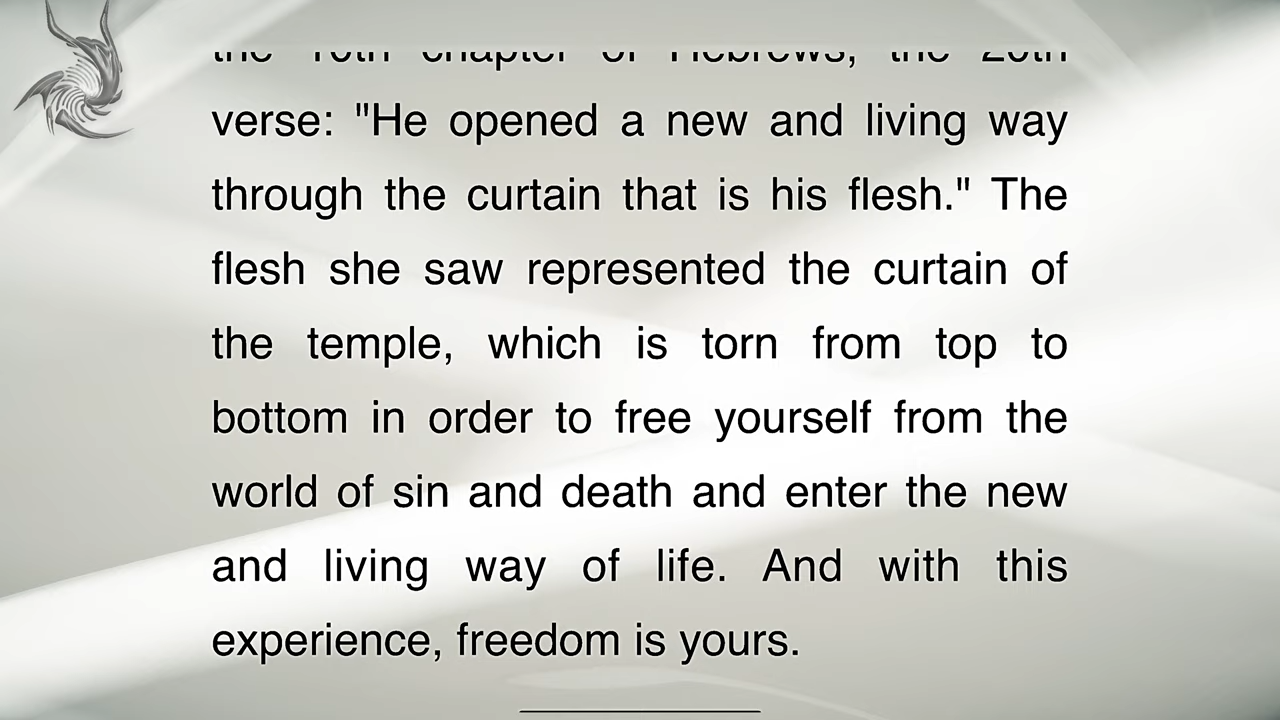 the 10th chapter of Hebrews, the 20th
verse: "He opened a new and living way
through the curtain that is his flesh." The
flesh she saw represented the curtain of
the temple, which is torn from top to
bottom in order to free yourself from the
world of sin and death and enter the new
and living way of life. And with this
experience, freedom is yours.